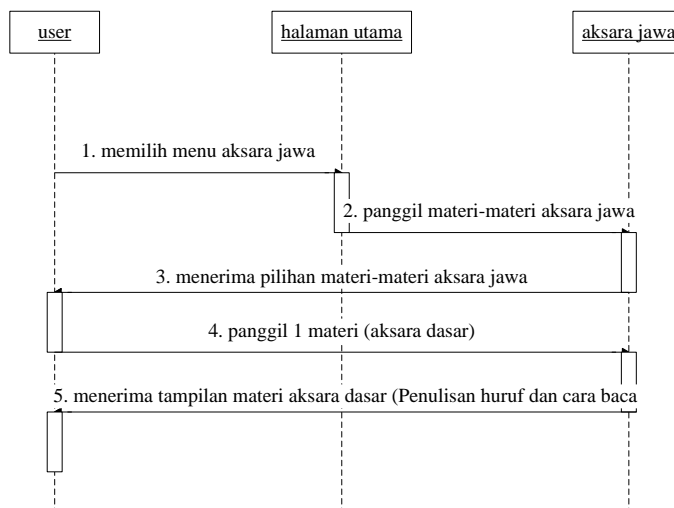 user
halaman utama
aksara jawa
1. memilih menu aksara jawa
2. panggil materi-materi aksara jawa
3. menerima pilihan materi-materi aksara jawa
4. panggil 1 materi (aksara dasar)
5. menerima tampilan materi aksara dasar (Penulisan huruf dan cara baca